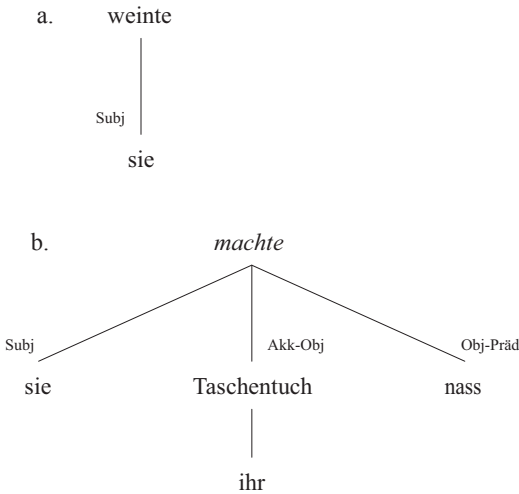 a. weinte
Subj
sie
b. machte
Subj Akk-Obj Obj-Präd
sie Taschentuch nass
ihr